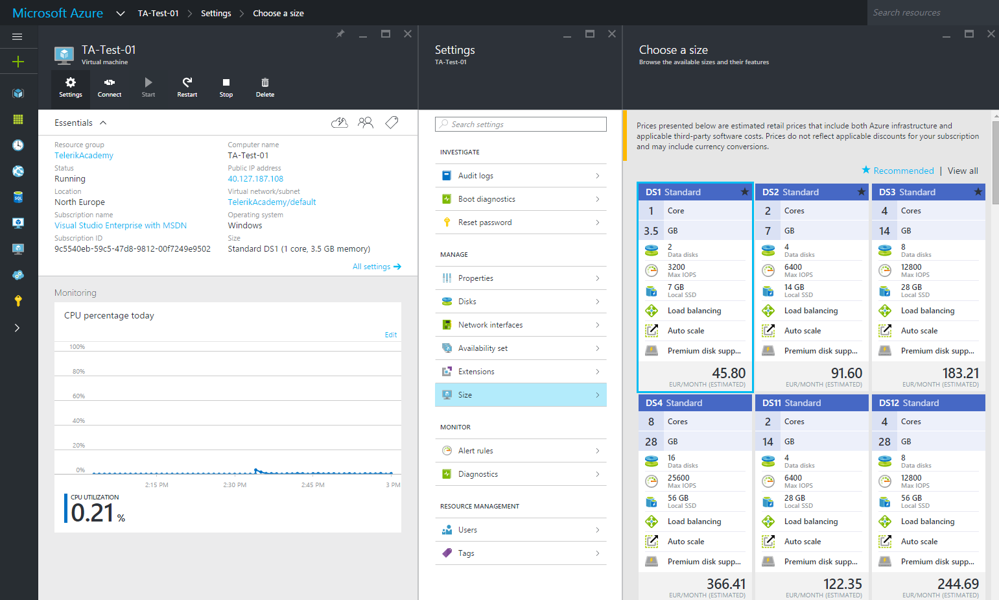 Microsoft Azure
TA-Test-01
Settings
Choose a size
Search resources
TA-Test-01
Virtual machine
Settings
Connect
Start
Restart
Stop
Delete
Essentials
Resource group
TelerikAcademy
Status
Running
Location
North Europe
Subscription name
Visual Studio Enterprise with MSDN
Subscription ID
9c5540eb-59c5-47d8-9812-00f7249e9502
Computer name
TA-Test-01
Public IP address
40.127.187.108
Virtual network/subnet
TelerikAcademy/default
Operating system
Windows
Size
Standard DS1 (1 core, 3.5 GB memory)
All settings
Monitoring
CPU percentage today
Edit
100%
80%
60%
40%
20%
0%
2:15 PM
2:30 PM
2:45 PM
3 PM
CPU UTILIZATION
0.21 %
Settings
TA-Test-01
Search settings
INVESTIGATE
Audit logs
Boot diagnostics
Reset password
MANAGE
Properties
Disks
Network interfaces
Availability set
Extensions
Size
MONITOR
Alert rules
Diagnostics
RESOURCE MANAGEMENT
Users
Tags
Choose a size
Browse the available sizes and their features
Prices presented below are estimated retail prices that include both Azure infrastructure and
applicable third-party software costs. Prices do not reflect applicable discounts for your subscription
and may include currency conversions.
Recommended | View all
DS1 Standard
1 Core
3.5 GB
2
Data disks
3200
Max IOPS
7 GB
Local SSD
Load balancing
Auto scale
Premium disk supp...
45.80
EUR/MONTH (ESTIMATED)
DS2 Standard
2 Cores
7 GB
4
Data disks
6400
Max IOPS
14 GB
Local SSD
Load balancing
Auto scale
Premium disk supp...
91.60
EUR/MONTH (ESTIMATED)
DS3 Standard
4 Cores
14 GB
8
Data disks
12800
Max IOPS
28 GB
Local SSD
Load balancing
Auto scale
Premium disk supp...
183.21
EUR/MONTH (ESTIMATED)
DS4 Standard
8 Cores
28 GB
16
Data disks
25600
Max IOPS
56 GB
Local SSD
Load balancing
Auto scale
Premium disk supp...
366.41
EUR/MONTH (ESTIMATED)
DS11 Standard
2 Cores
14 GB
4
Data disks
6400
Max IOPS
28 GB
Local SSD
Load balancing
Auto scale
Premium disk supp...
122.35
EUR/MONTH (ESTIMATED)
DS12 Standard
4 Cores
28 GB
8
Data disks
12800
Max IOPS
56 GB
Local SSD
Load balancing
Auto scale
Premium disk supp...
244.69
EUR/MONTH (ESTIMATED)
SQL